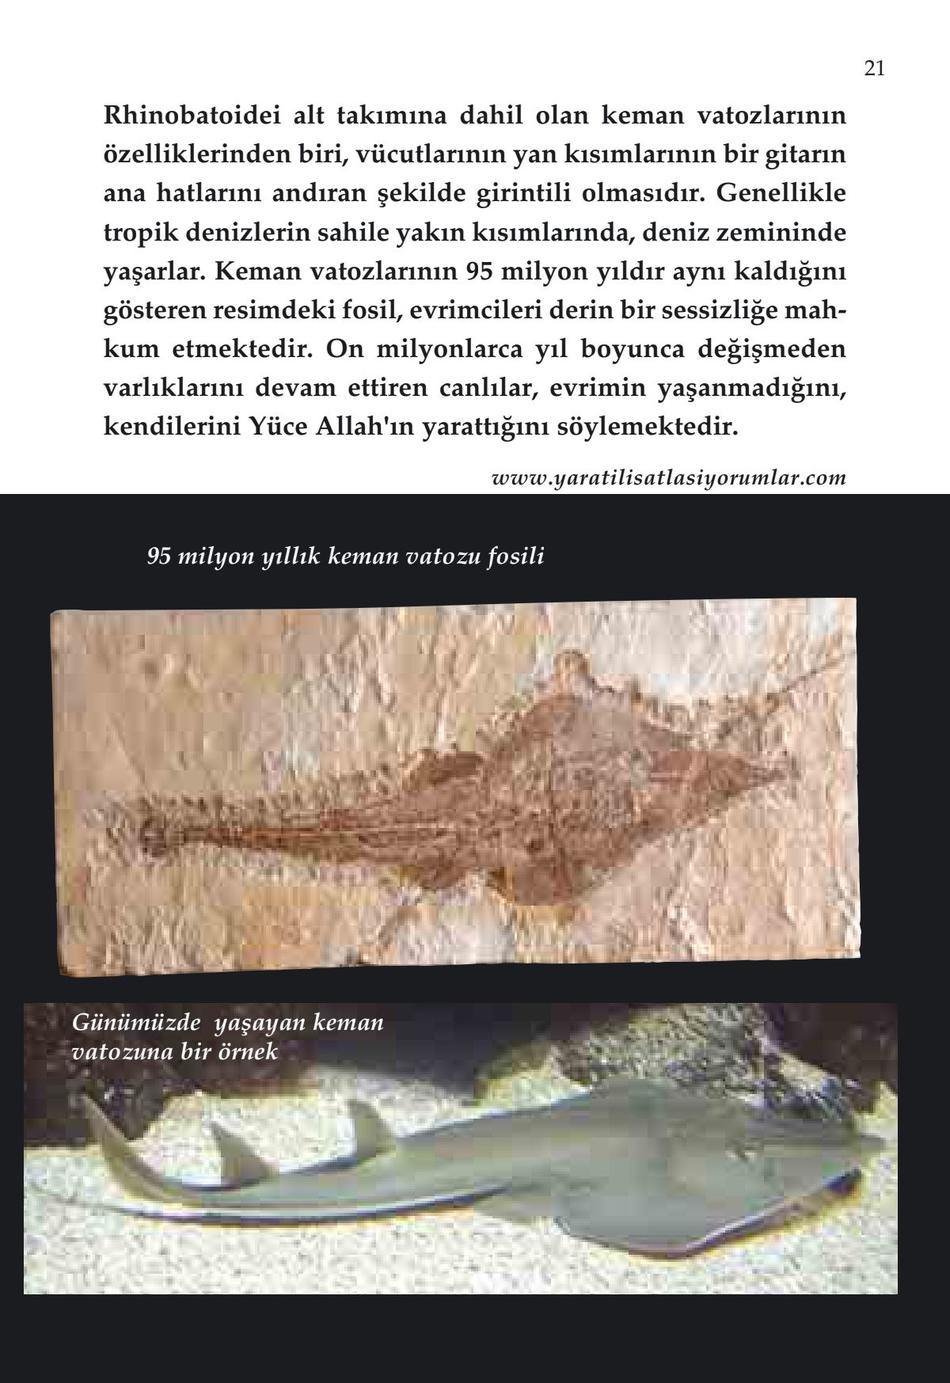 21
Rhinobatoidei alt takımına dahil olan keman vatozlarının
özelliklerinden biri, vücutlarının yan kısımlarının bir gitarın
ana hatlarını andıran şekilde girintili olmasıdır. Genellikle
tropik denizlerin sahile yakın kısımlarında, deniz zemininde
yaşarlar. Keman vatozlarının 95 milyon yıldır aynı kaldığını
gösteren resimdeki fosil, evrimcileri derin bir sessizliğe mah-
kum etmektedir. On milyonlarca yıl boyunca değişmeden
varlıklarını devam ettiren canlılar, evrimin yaşanmadığını,
kendilerini Yüce Allah'ın yarattığını söylemektedir.
www.yaratilisatlasiyorumlar.com
95 milyon yıllık keman vatozu fosili
Günümüzde yaşayan keman
vatozuna bir örnek